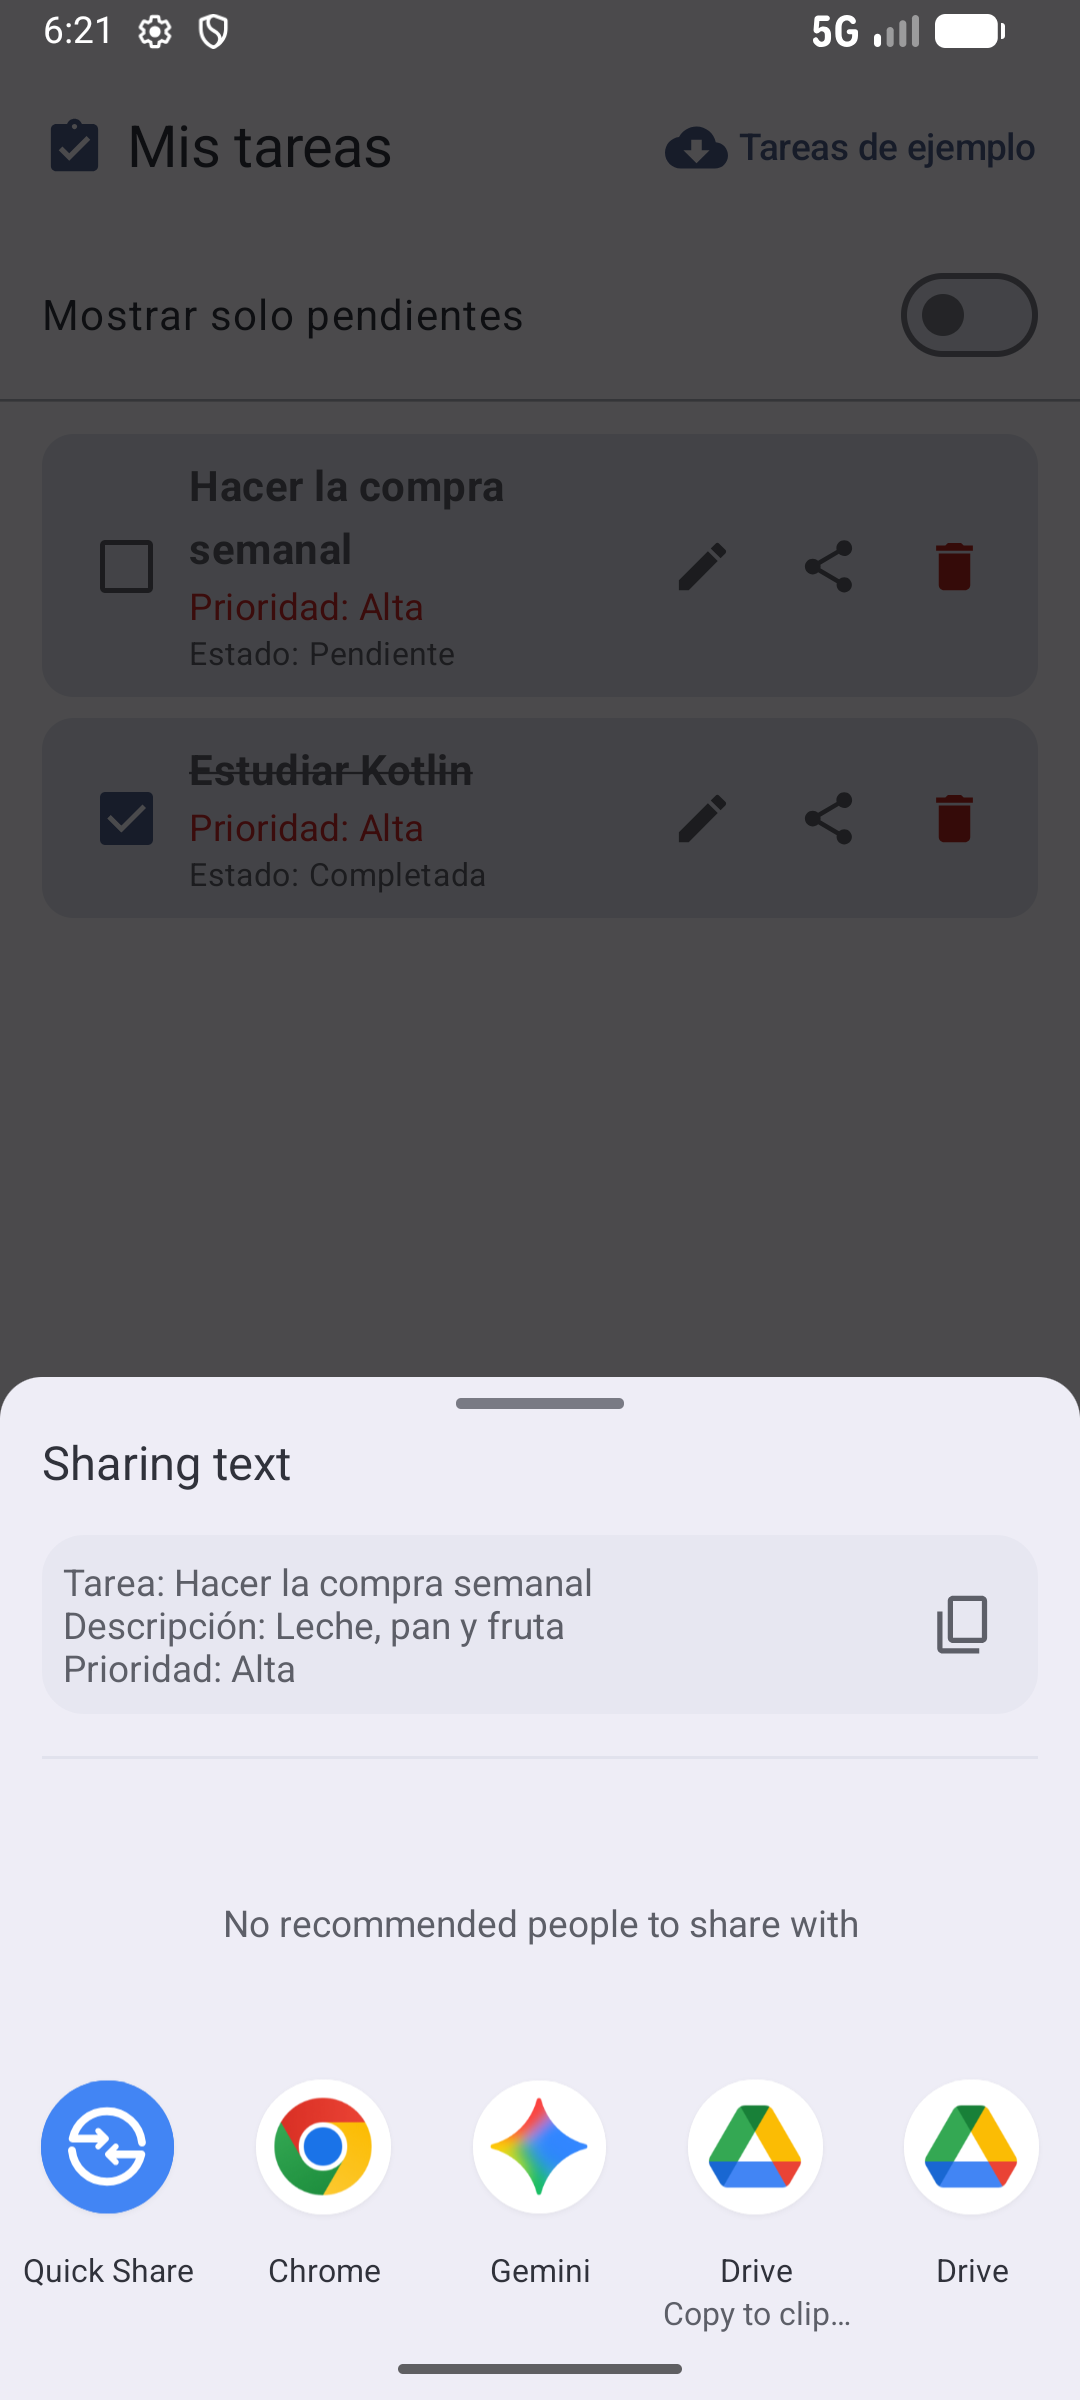 6:21
5G
Mis tareas
Tareas de ejemplo
Mostrar solo pendientes
Hacer la compra
semanal
Prioridad: Alta
Estado: Pendiente
Estudiar Kotlin
Prioridad: Alta
Estado: Completada
Sharing text
Tarea: Hacer la compra semanal
Descripción: Leche, pan y fruta
Prioridad: Alta
No recommended people to share with
Quick Share
Chrome
Gemini
Drive
Copy to clip…
Drive